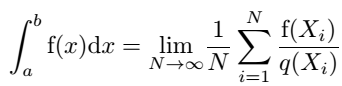 ∫_a^b f(x)dx = lim_{N→∞} 1/N ∑_{i=1}^N f(X_i)/q(X_i)